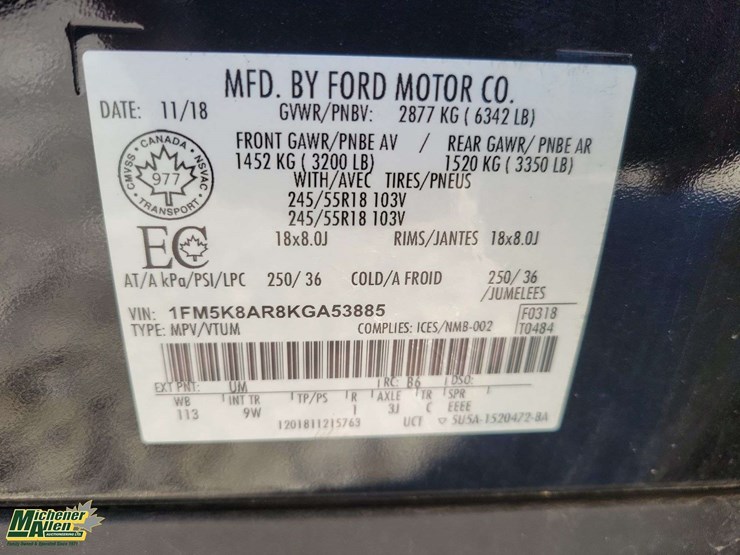 MFD. BY FORD MOTOR CO.
DATE: 11/18 GVWR/PNBV: 2877 KG ( 6342 LB)
FRONT GAWR/PNBE AV / REAR GAWR/ PNBE AR
1452 KG ( 3200 LB) 1520 KG ( 3350 LB)
WITH/AVEC TIRES/PNEUS
245/55R18 103V
245/55R18 103V
CANADA NSVAC TRANSPORT CMVSS
977
EC
18x8.0J RIMS/JANTES 18x8.0J
AT/A kPa/PSI/LPC 250/ 36 COLD/A FROID 250/ 36
/JUMELEES
VIN: 1FM5K8AR8KGA53885 F0318
TYPE: MPV/VTUM COMPLIES: ICES/NMB-002 T0484
EXT PNT: UM RC: B6 DSO:
WB INT TR TP/PS R AXLE TR SPR
113 9W 1 3J C EEEE
1201811215763 UCT ▽ SU5A-1520472-BA
Michener
Allen
AUCTIONEERING LTD.